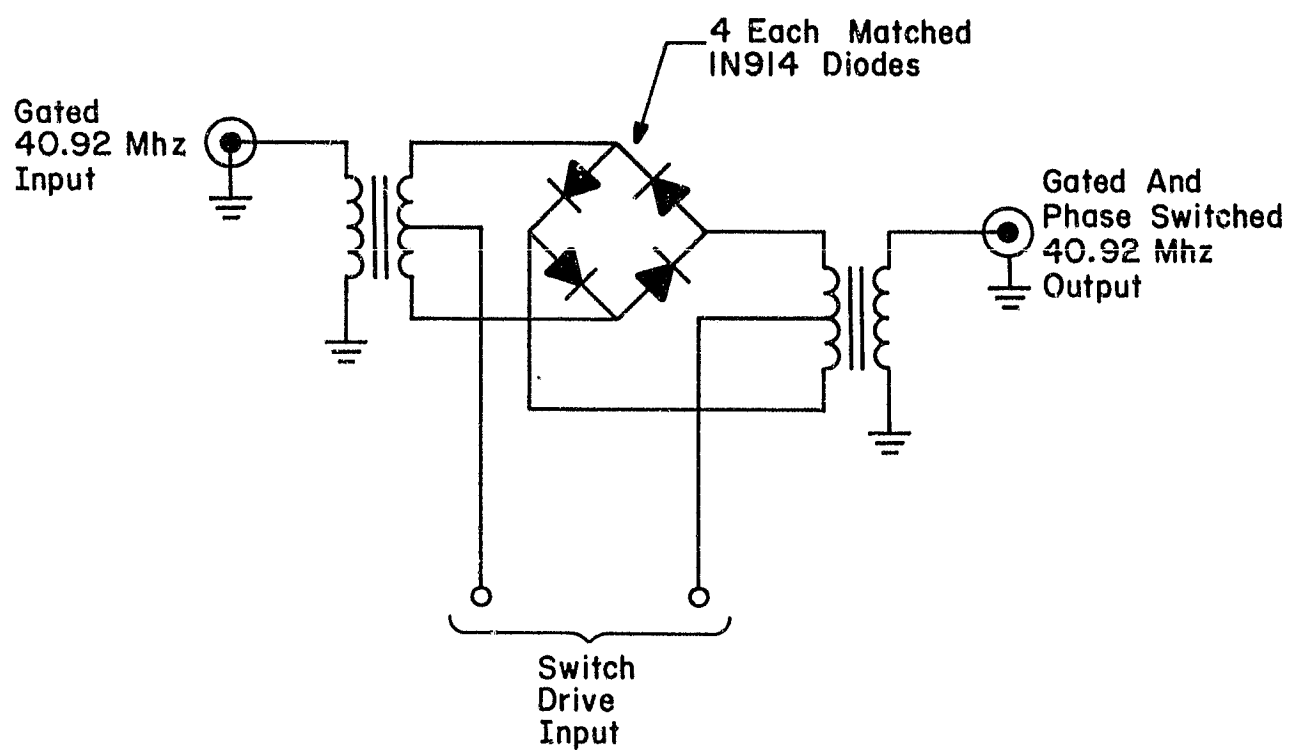 4 Each Matched
1N914 Diodes
Gated
40.92 Mhz
Input
Gated And
Phase Switched
40.92 Mhz
Output
Switch
Drive
Input